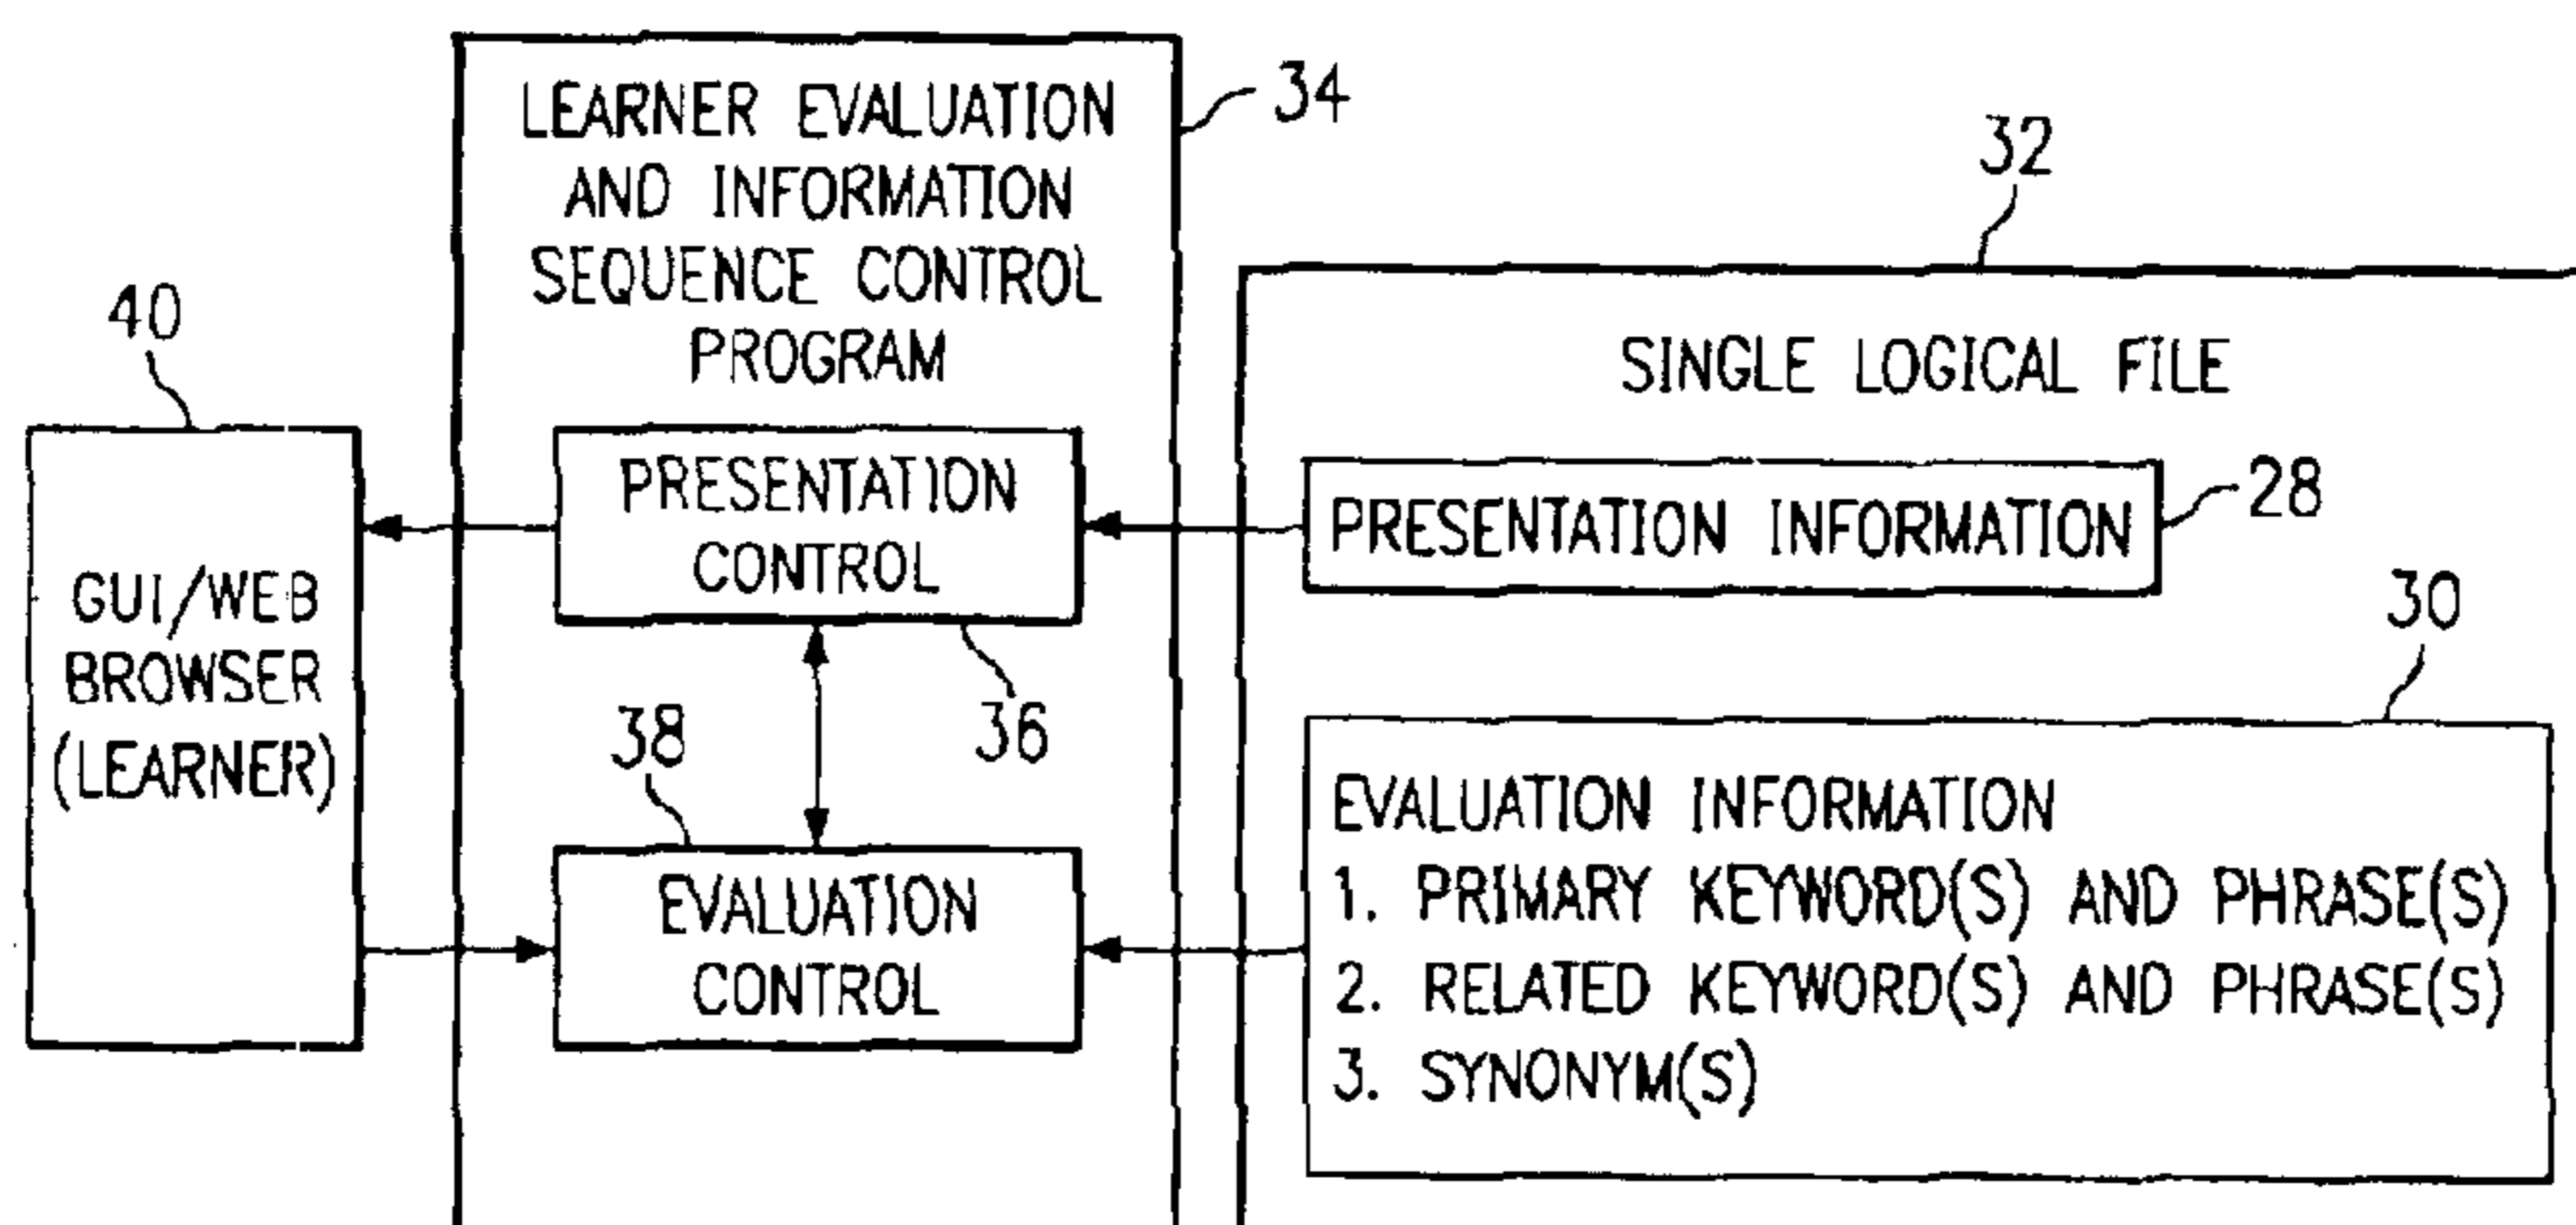 34
LEARNER EVALUATION
AND INFORMATION
SEQUENCE CONTROL
PROGRAM
32
SINGLE LOGICAL FILE
40
GUI/WEB
BROWSER
(LEARNER)
PRESENTATION
CONTROL
36
PRESENTATION INFORMATION
28
38
EVALUATION
CONTROL
30
EVALUATION INFORMATION
1. PRIMARY KEYWORD(S) AND PHRASE(S)
2. RELATED KEYWORD(S) AND PHRASE(S)
3. SYNONYM(S)